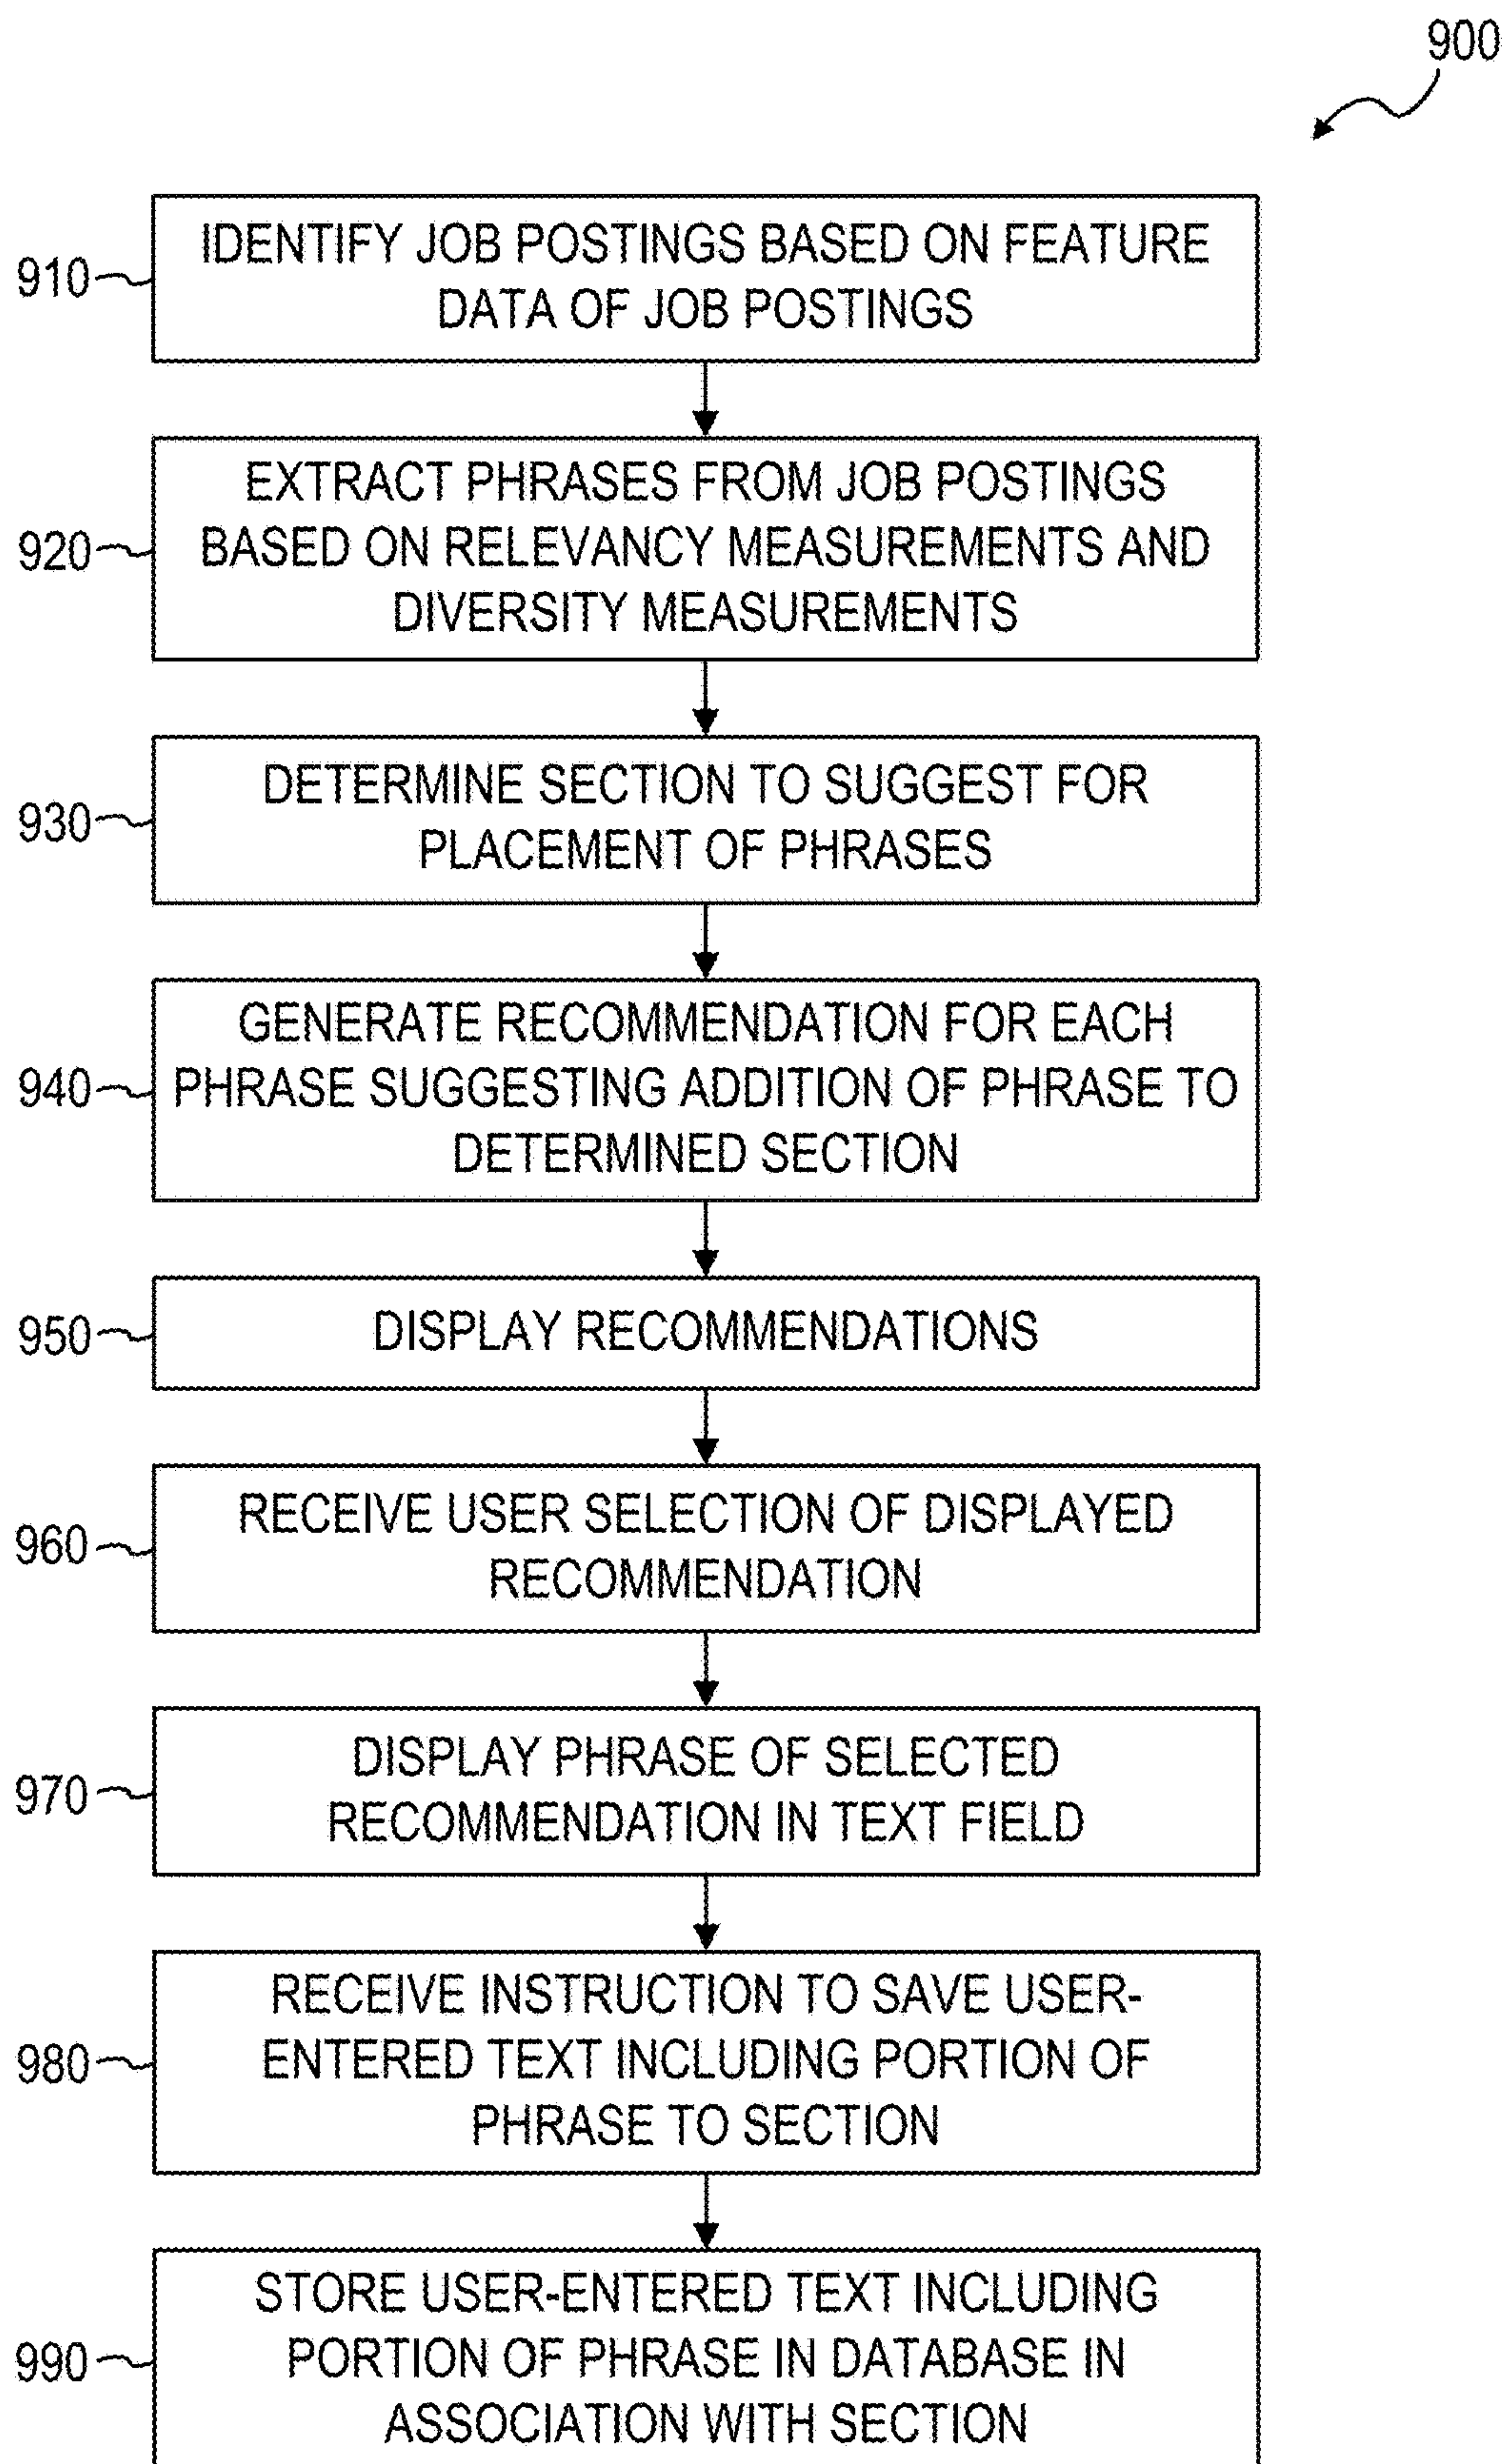 900
910
IDENTIFY JOB POSTINGS BASED ON FEATURE
DATA OF JOB POSTINGS
920
EXTRACT PHRASES FROM JOB POSTINGS
BASED ON RELEVANCY MEASUREMENTS AND
DIVERSITY MEASUREMENTS
930
DETERMINE SECTION TO SUGGEST FOR
PLACEMENT OF PHRASES
940
GENERATE RECOMMENDATION FOR EACH
PHRASE SUGGESTING ADDITION OF PHRASE TO
DETERMINED SECTION
950
DISPLAY RECOMMENDATIONS
960
RECEIVE USER SELECTION OF DISPLAYED
RECOMMENDATION
970
DISPLAY PHRASE OF SELECTED
RECOMMENDATION IN TEXT FIELD
980
RECEIVE INSTRUCTION TO SAVE USER-
ENTERED TEXT INCLUDING PORTION OF
PHRASE TO SECTION
990
STORE USER-ENTERED TEXT INCLUDING
PORTION OF PHRASE IN DATABASE IN
ASSOCIATION WITH SECTION